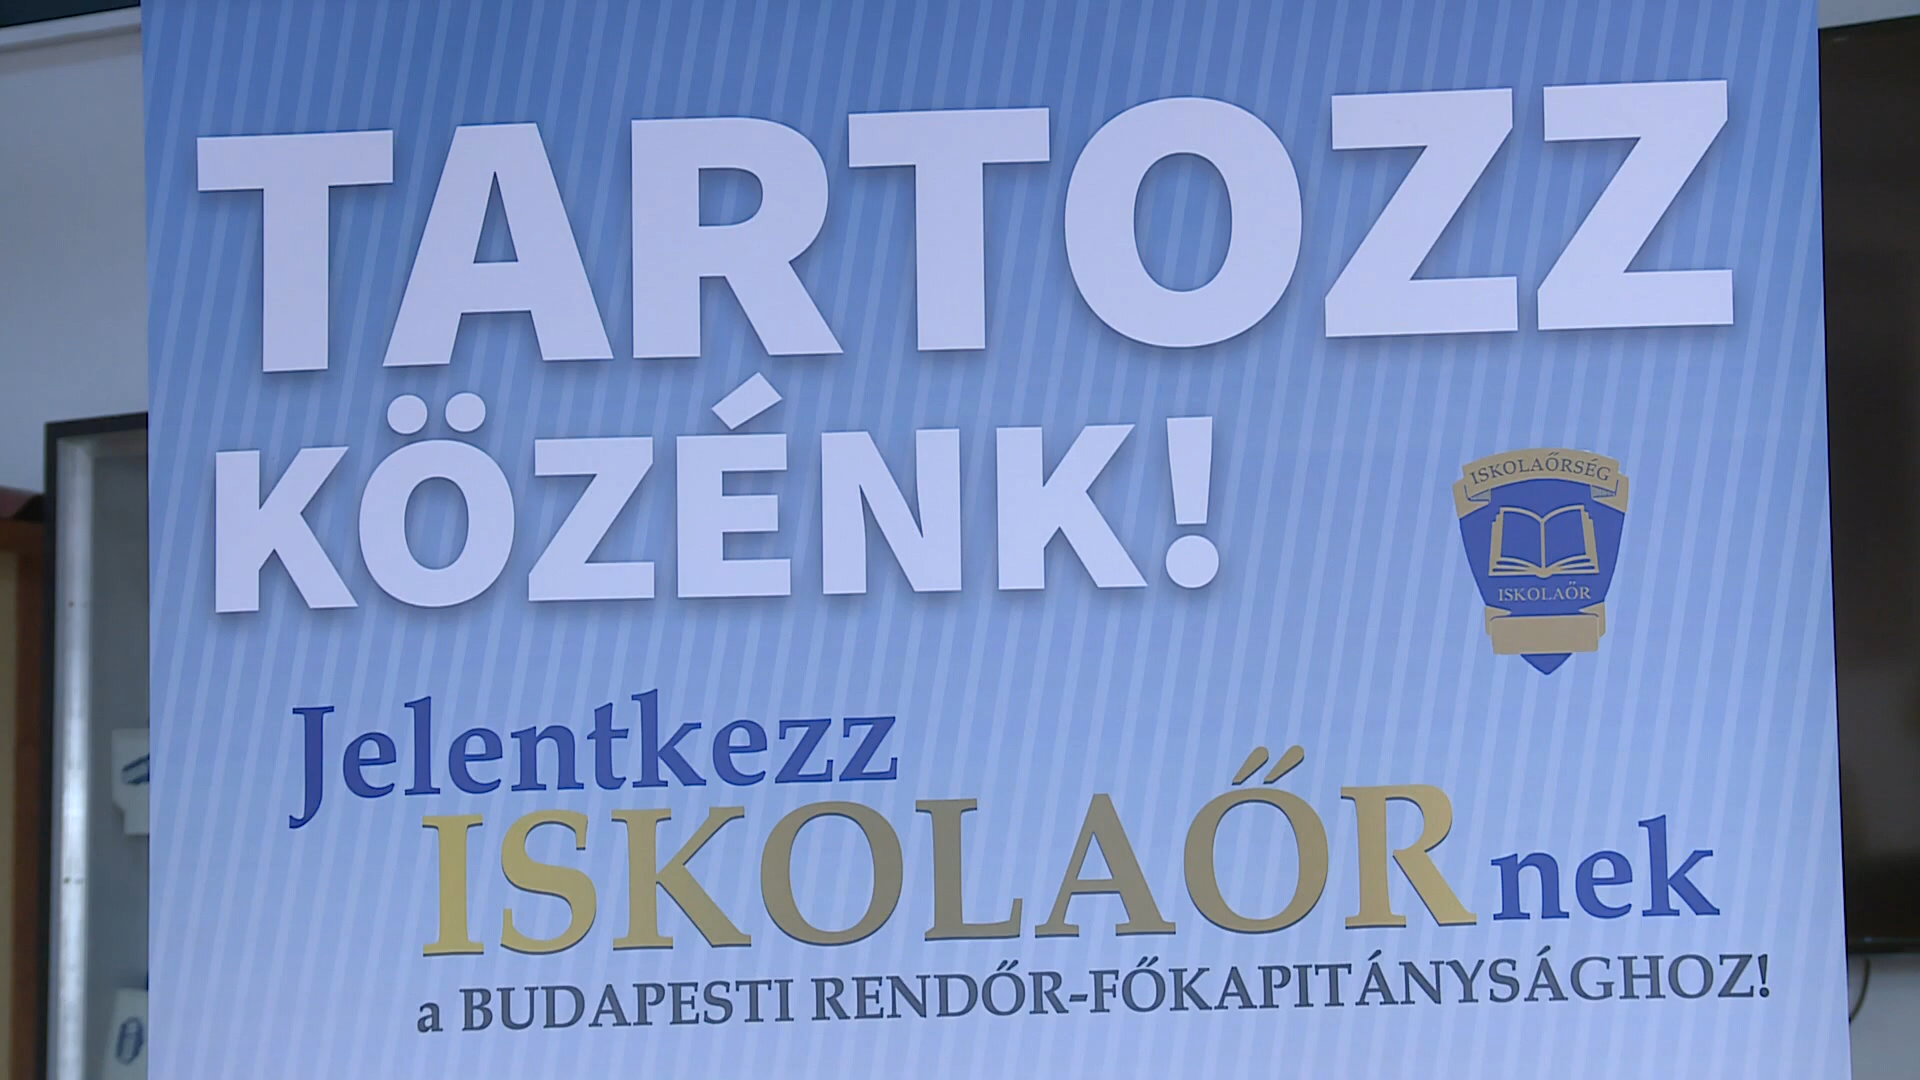 TARTOZZ
KÖZÉNK!
ISKOLAŐRSÉG
ISKOLAŐR
Jelentkezz
ISKOLAŐRnek
a BUDAPESTI RENDŐR-FŐKAPITÁNYSÁGHOZ!